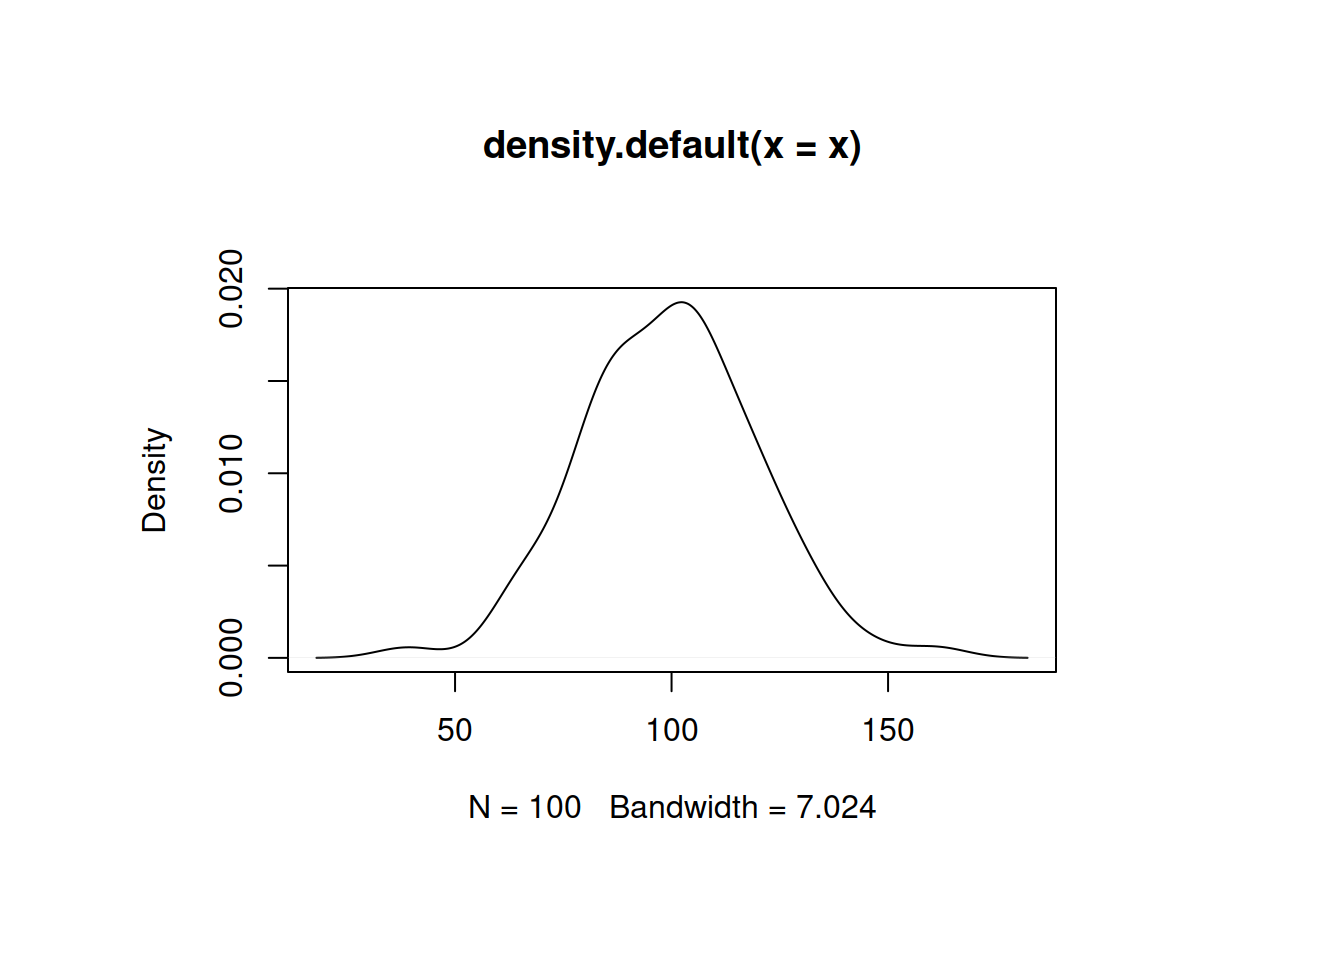 density.default(x = x)
Density
0.020
0.010
0.000
50 100 150
N = 100 Bandwidth = 7.024